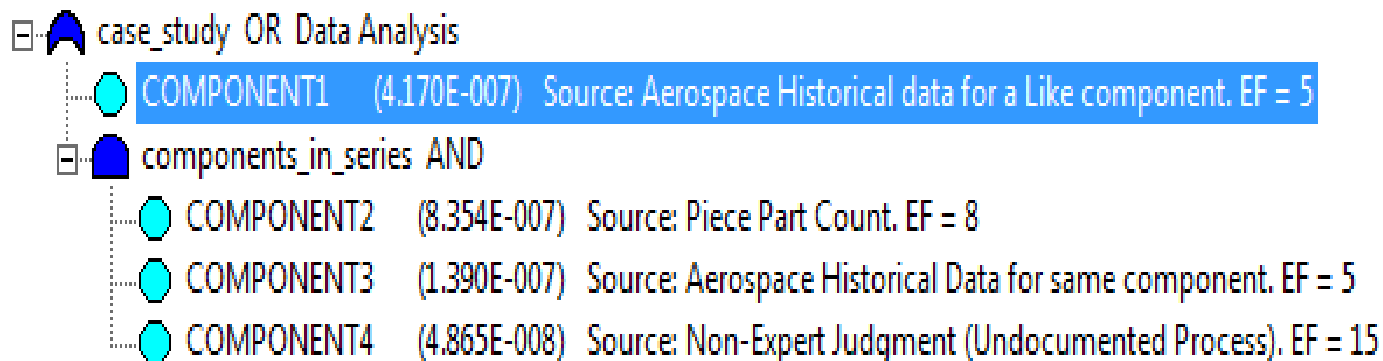 case_study OR Data Analysis
COMPONENT1 (4.170E-007) Source: Aerospace Historical data for a Like component. EF = 5
components_in_series AND
COMPONENT2 (8.354E-007) Source: Piece Part Count. EF = 8
COMPONENT3 (1.390E-007) Source: Aerospace Historical Data for same component. EF = 5
COMPONENT4 (4.865E-008) Source: Non-Expert Judgment (Undocumented Process). EF = 15